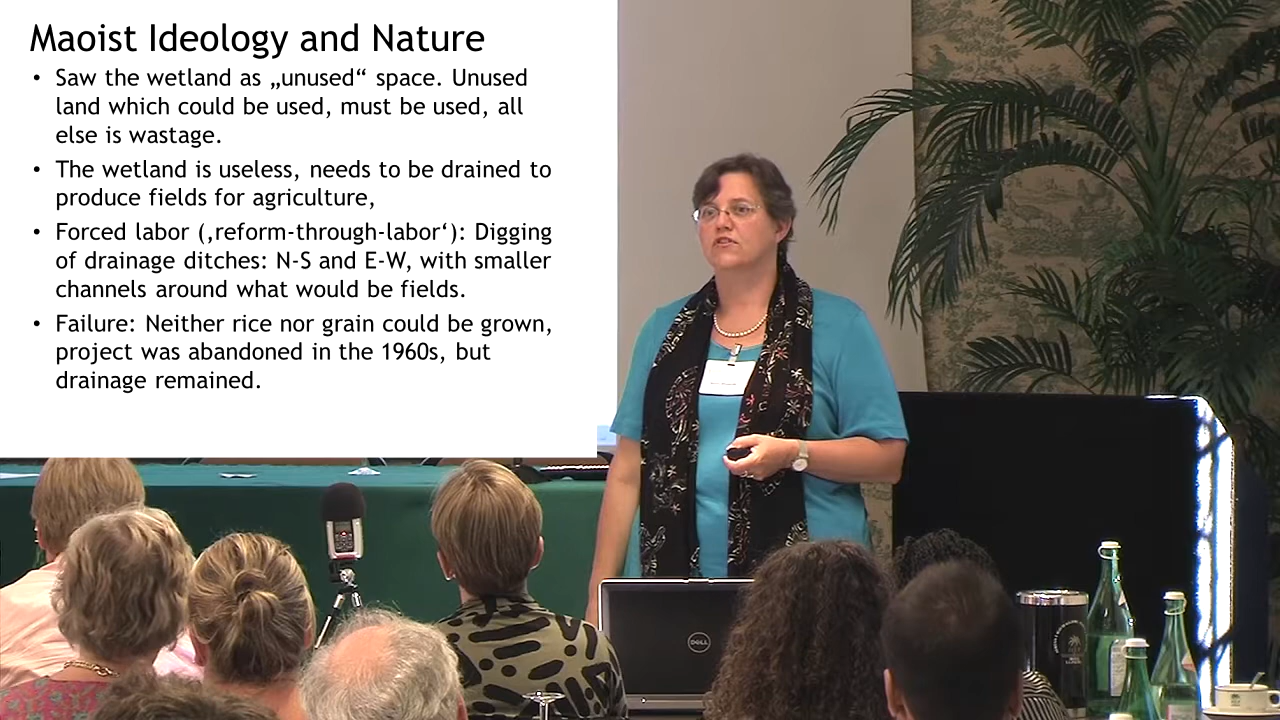 Maoist Ideology and Nature
• Saw the wetland as „unused“ space. Unused
land which could be used, must be used, all
else is wastage.
• The wetland is useless, needs to be drained to
produce fields for agriculture,
• Forced labor (‚reform-through-labor‘): Digging
of drainage ditches: N-S and E-W, with smaller
channels around what would be fields.
• Failure: Neither rice nor grain could be grown,
project was abandoned in the 1960s, but
drainage remained.
DELL